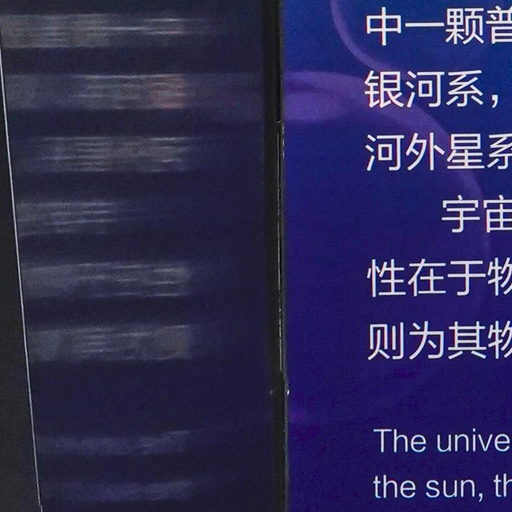 中一颗普
银河系，
河外星系
宇宙
性在于物
则为其物
The unive
the sun, th